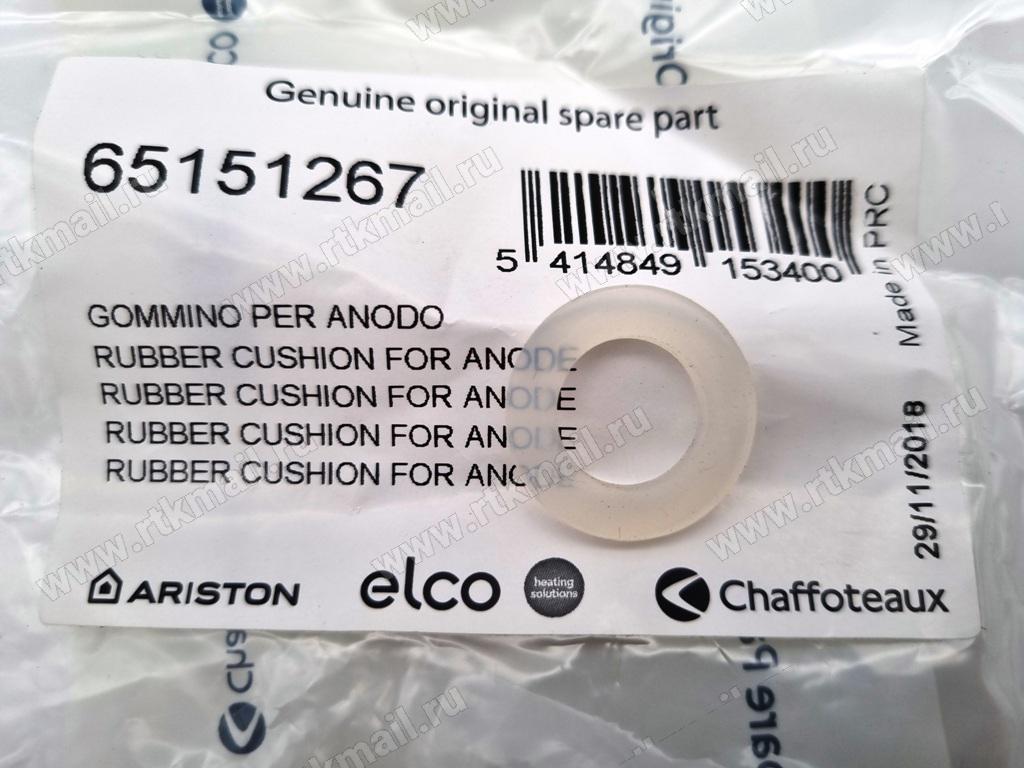 Genuine original spare part
65151267
5 414849 153400
Made in PRC
GOMMINO PER ANODO
RUBBER CUSHION FOR ANODE
RUBBER CUSHION FOR ANODE
RUBBER CUSHION FOR ANODE
RUBBER CUSHION FOR ANODE
29/11/2018
ARISTON
elco
heating
solutions
Chaffoteaux
www.rtkmail.ru